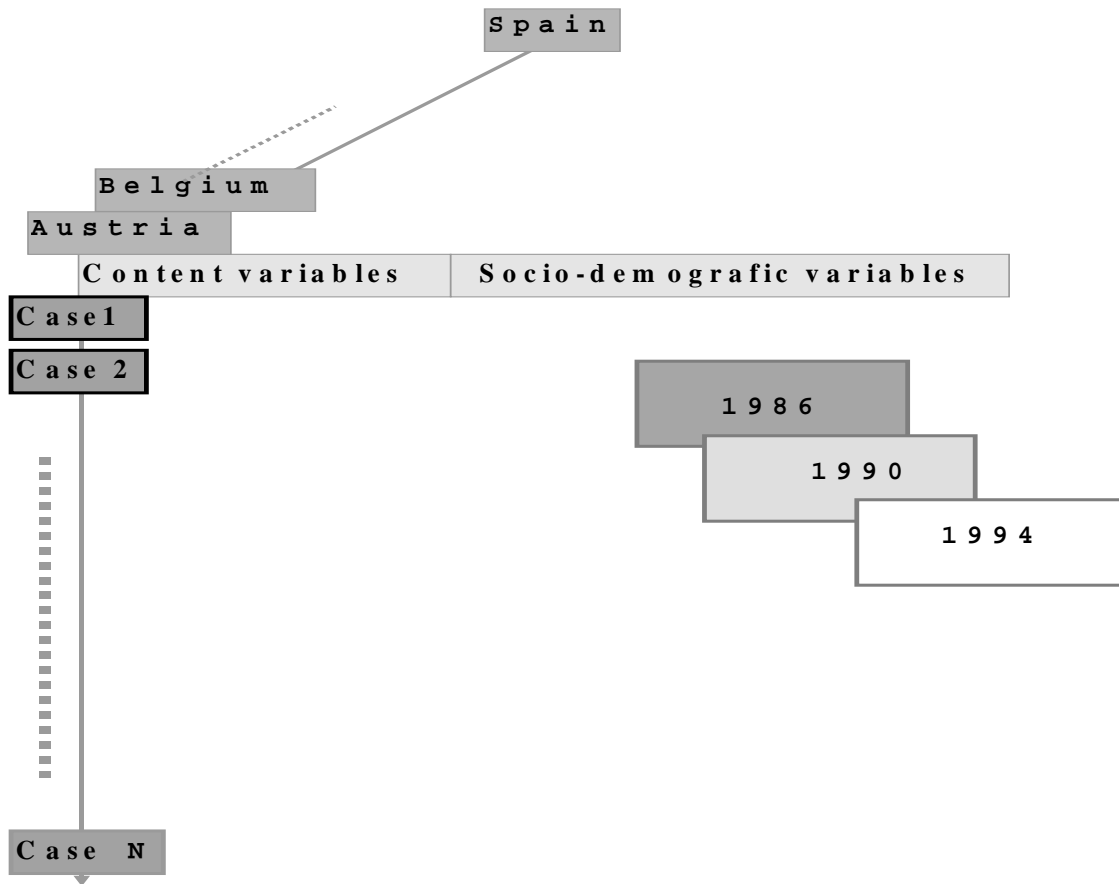 Spain
Belgium
Austria
Content variables
Socio-demografic variables
Case1
Case 2
1986
1990
1994
Case N